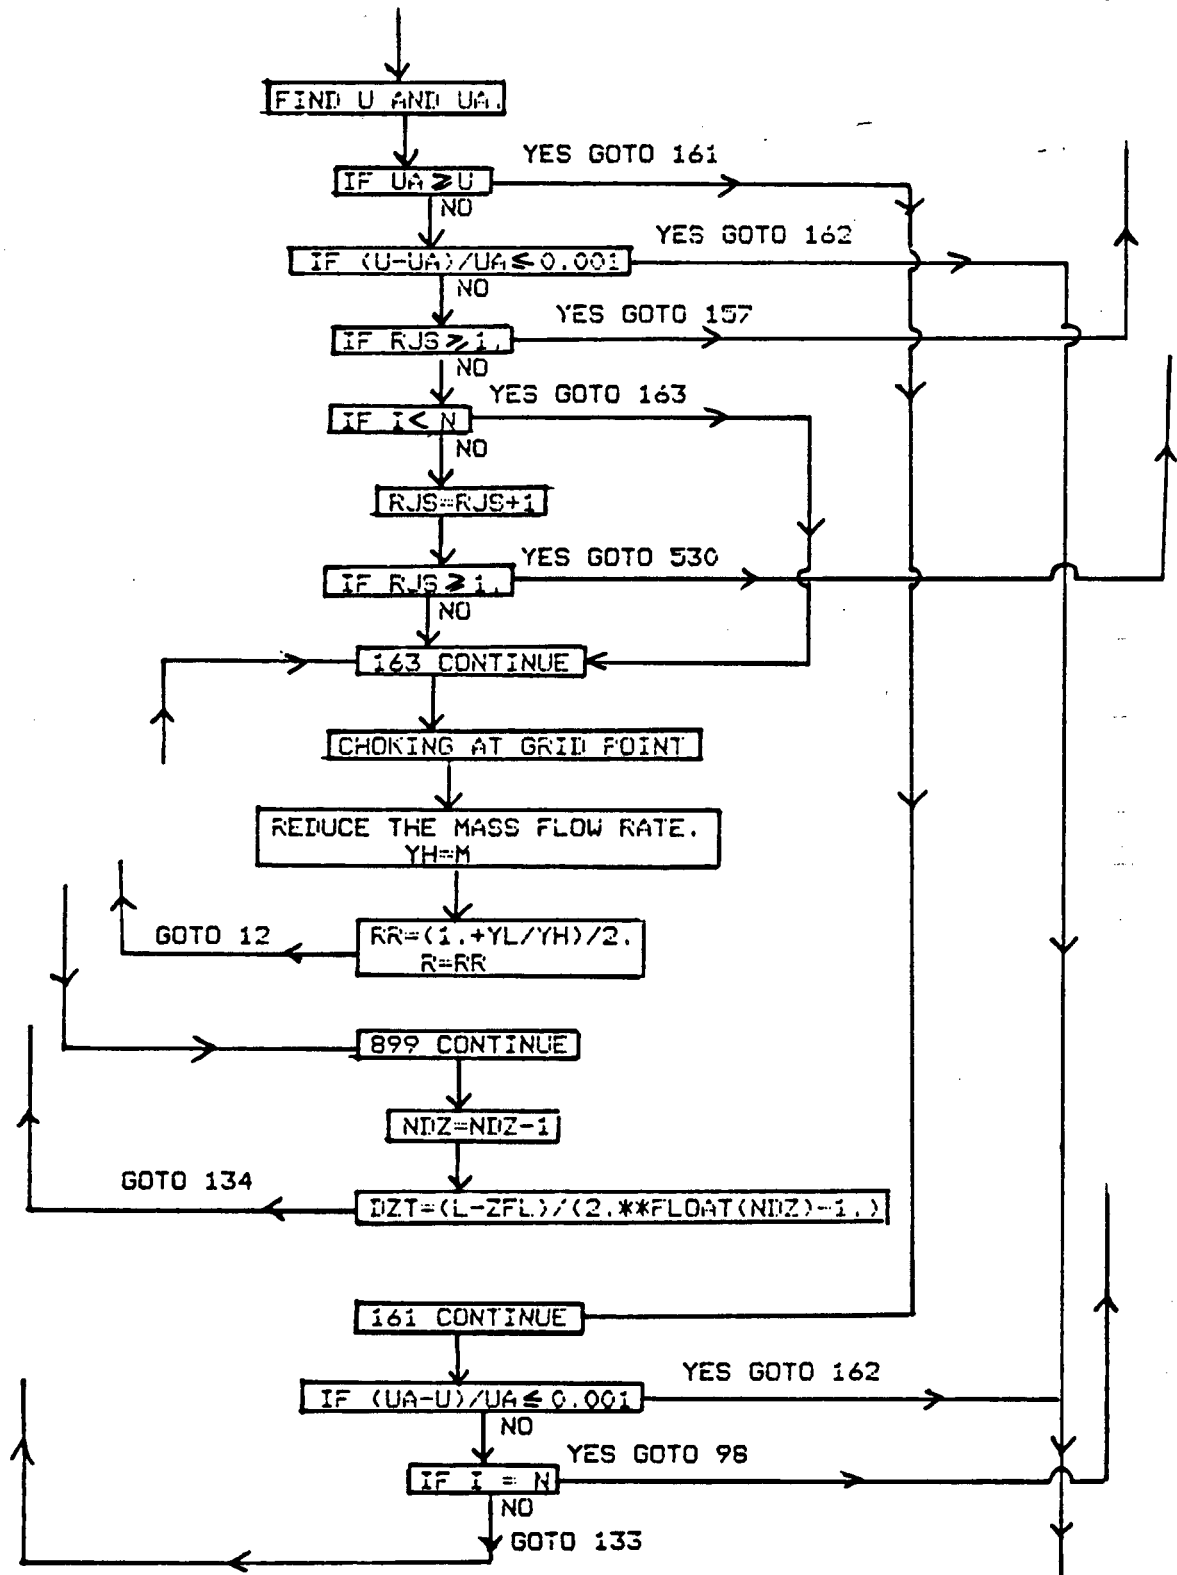 FIND U AND UA.
YES GOTO 161
IF UA ≥ U
NO
YES GOTO 162
IF (U-UA)/UA ≤ 0.001
NO
YES GOTO 157
IF RJS ≥ 1.
NO
YES GOTO 163
IF I < N
NO
RJS=RJS+1
YES GOTO 530
IF RJS ≥ 1.
NO
163 CONTINUE
CHOKING AT GRID POINT
REDUCE THE MASS FLOW RATE.
YH=M
GOTO 12
RR=(1.+YL/YH)/2.
R=RR
899 CONTINUE
NDZ=NDZ-1
GOTO 134
DZT=(L-ZFL)/(2.**FLOAT(NDZ)-1.)
161 CONTINUE
YES GOTO 162
IF (UA-U)/UA ≤ 0.001
NO
YES GOTO 98
IF I = N
NO
GOTO 133